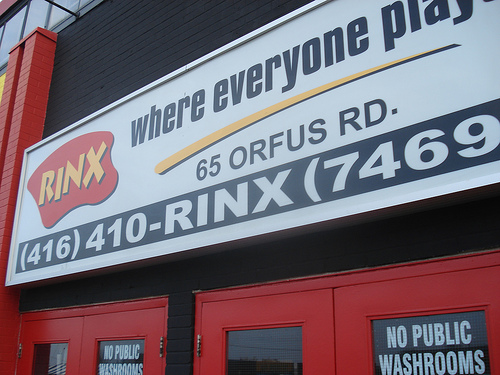 where everyone play
RINX
65 ORFUS RD.
(416) 410-RINX (7469
NO PUBLIC
WASHROOMS
NO PUBLIC
WASHROOMS